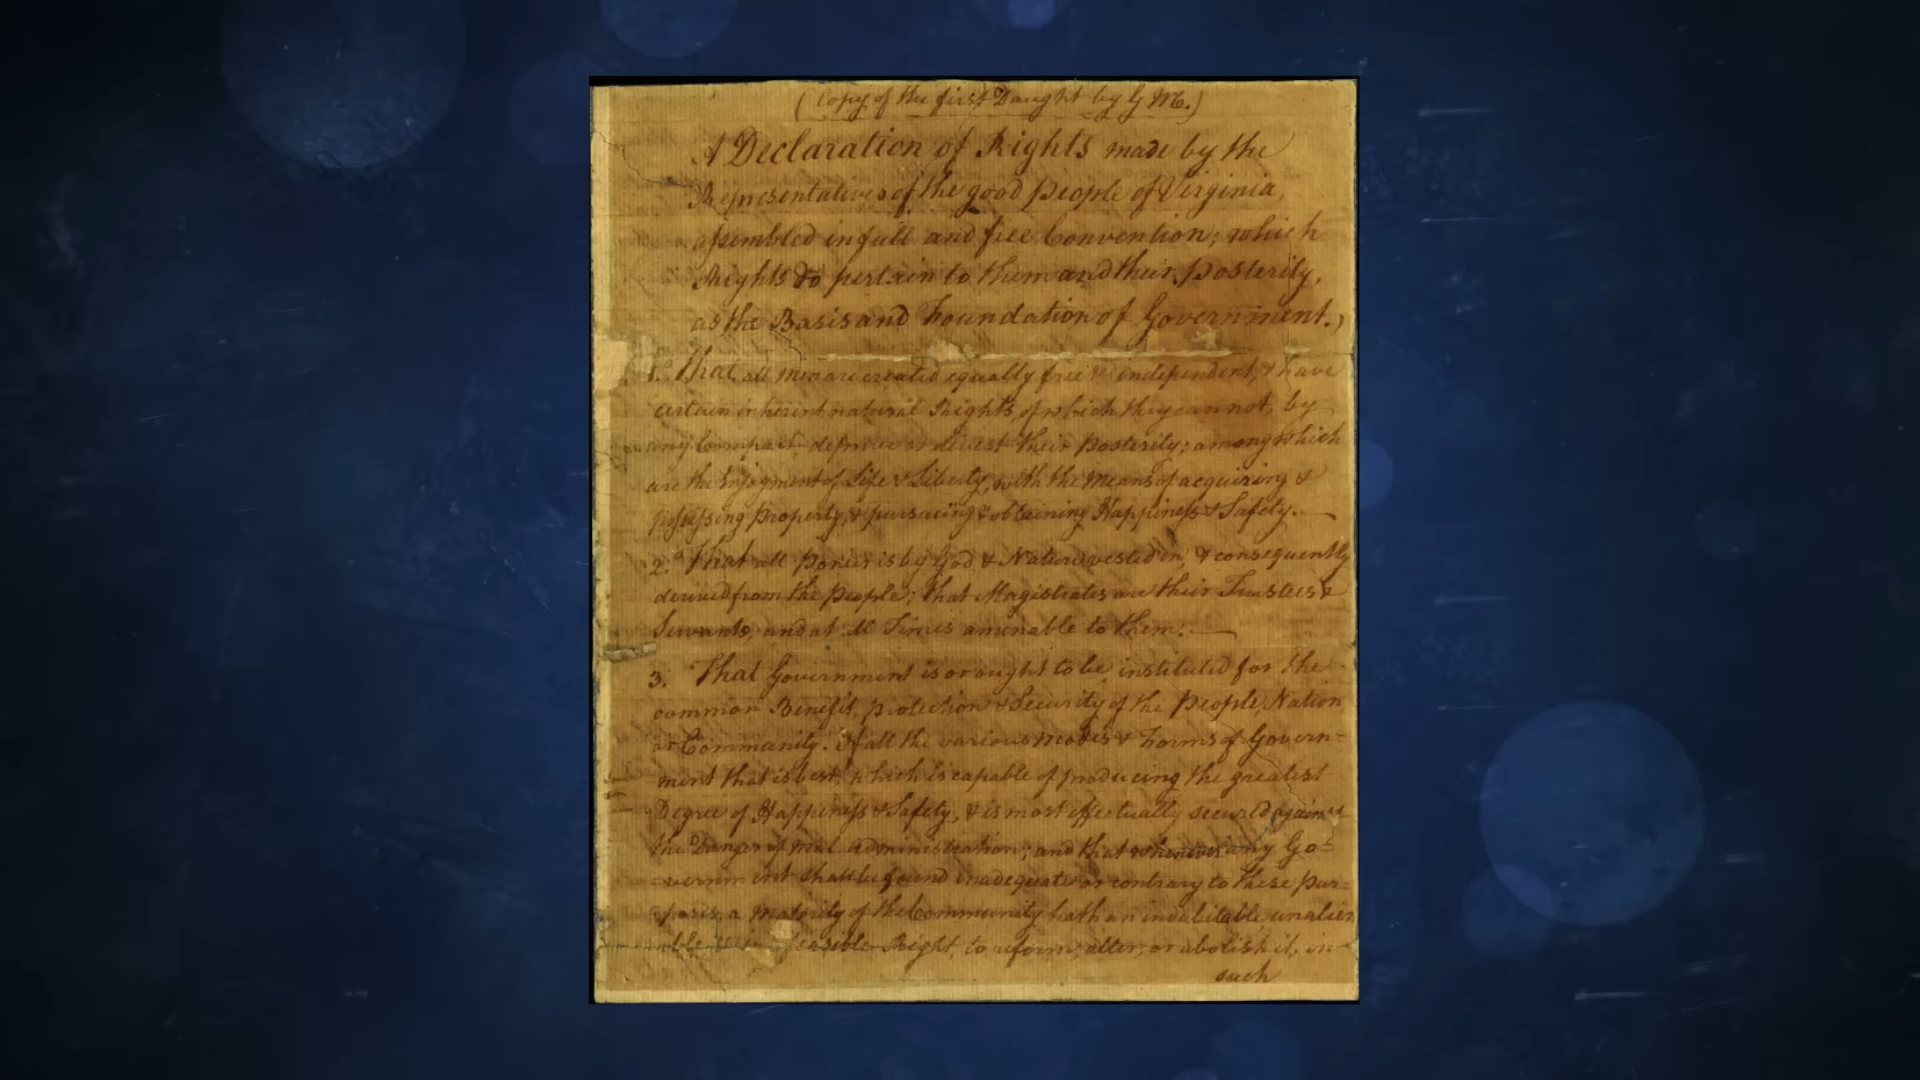 (Copy of the first Daught by G M.)
A Declaration of Rights made by the
Representatives of the good People of Virginia,
assembled in full and free Convention; which
Rights do pertain to them and their Posterity,
as the Basis and Foundation of Government.)
1. That all men are created equally free & independent, & have
certain inherent natural Rights, of which they can not, by
any Compact, deprive or divest their Posterity; among which
are the Enjoyment of Life & Liberty, with the Means of acquiring &
possessing Property, & pursueing & obtaining Happiness & Safety.
2. That all Power is by God & Nature vested in, & consequently
derived from the People; that Magistrates are their Trustees &
Servants, and at all Times amenable to them.
3. That Government is or ought to be, instituted for the
common Benefit, protection & Security of the People, Nation
or Community. Of all the various Modes & Forms of Govern=
ment that is best, which is capable of producing the greatest
Degree of Happiness & Safety, & is most effectually secured against
the Danger of mal-administration; and that whenever any Go=
=vernment shall be found inadequate or contrary to these pur=
=poses, a Majority of the Community hath an indubitable unalien
able & indefeasible Right, to reform, alter, or abolish it, in
such